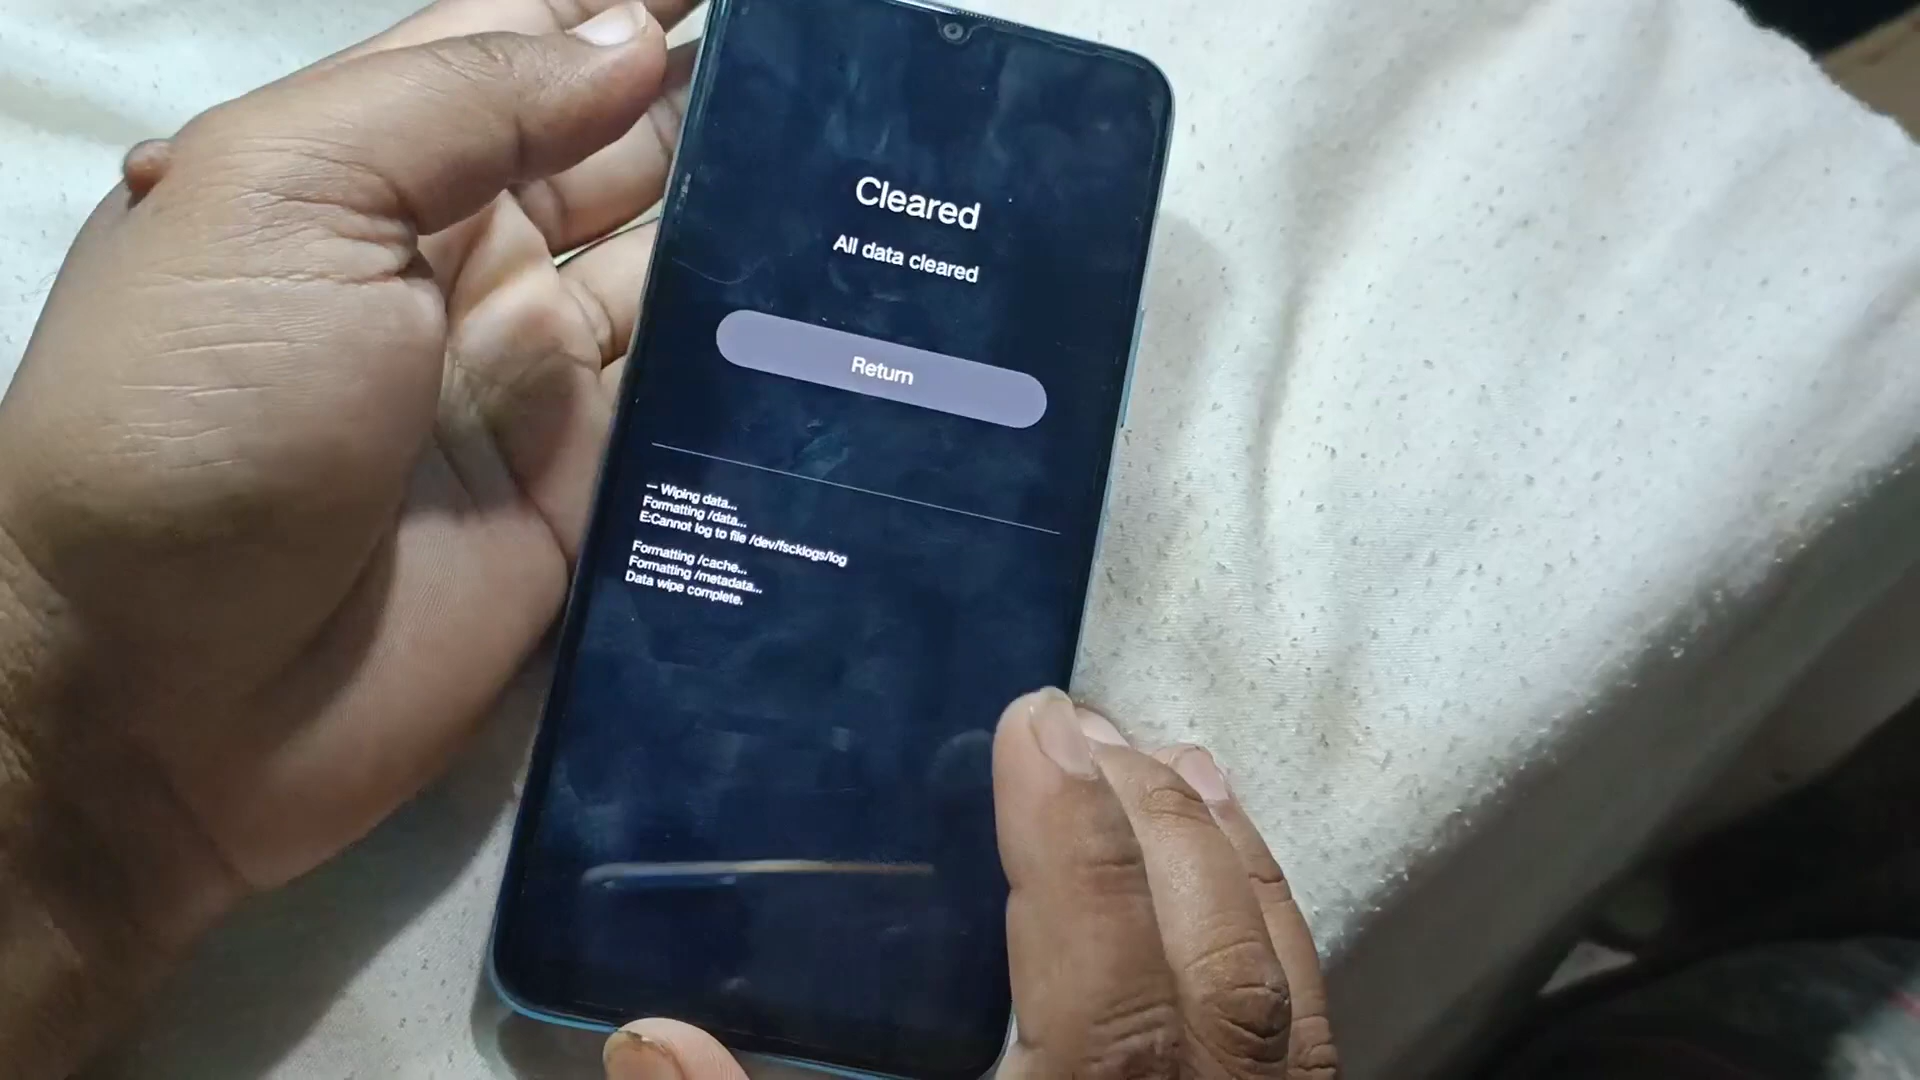 Cleared
All data cleared
Return
-- Wiping data...
Formatting /data...
E:Cannot log to file /dev/fscklogs/log
Formatting /cache...
Formatting /metadata...
Data wipe complete.